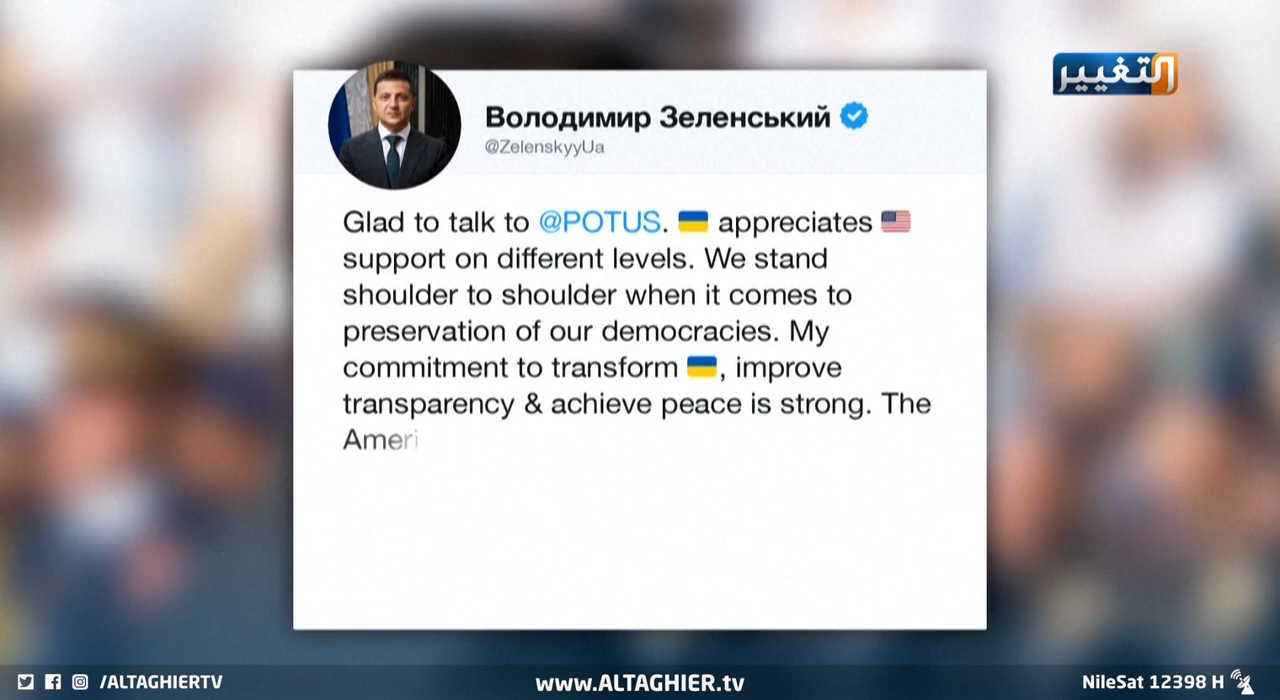 التغيير
Володимир Зеленський
@ZelenskyyUa
Glad to talk to @POTUS. 🇺🇦 appreciates 🇺🇸
support on different levels. We stand
shoulder to shoulder when it comes to
preservation of our democracies. My
commitment to transform 🇺🇦, improve
transparency & achieve peace is strong. The
Ameri
/ALTAGHIERTV
www.ALTAGHIER.tv
NileSat 12398 H